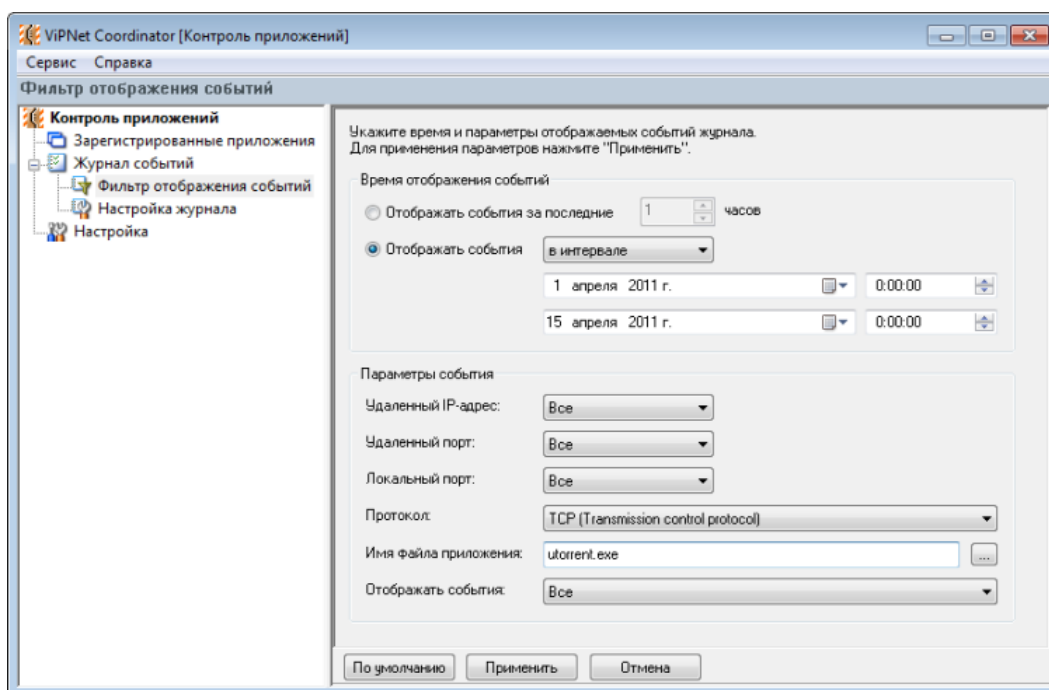 ViPNet Coordinator [Контроль приложений]
Сервис Справка
Фильтр отображения событий
Контроль приложений
Зарегистрированные приложения
Журнал событий
Фильтр отображения событий
Настройка журнала
Настройка
Укажите время и параметры отображаемых событий журнала.
Для применения параметров нажмите "Применить".
Время отображения событий
Отображать события за последние 1 часов
Отображать события в интервале
1 апреля 2011 г. 0:00:00
15 апреля 2011 г. 0:00:00
Параметры события
Удаленный IP-адрес: Все
Удаленный порт: Все
Локальный порт: Все
Протокол: TCP (Transmission control protocol)
Имя файла приложения: utorrent.exe ...
Отображать события: Все
По умолчанию Применить Отмена